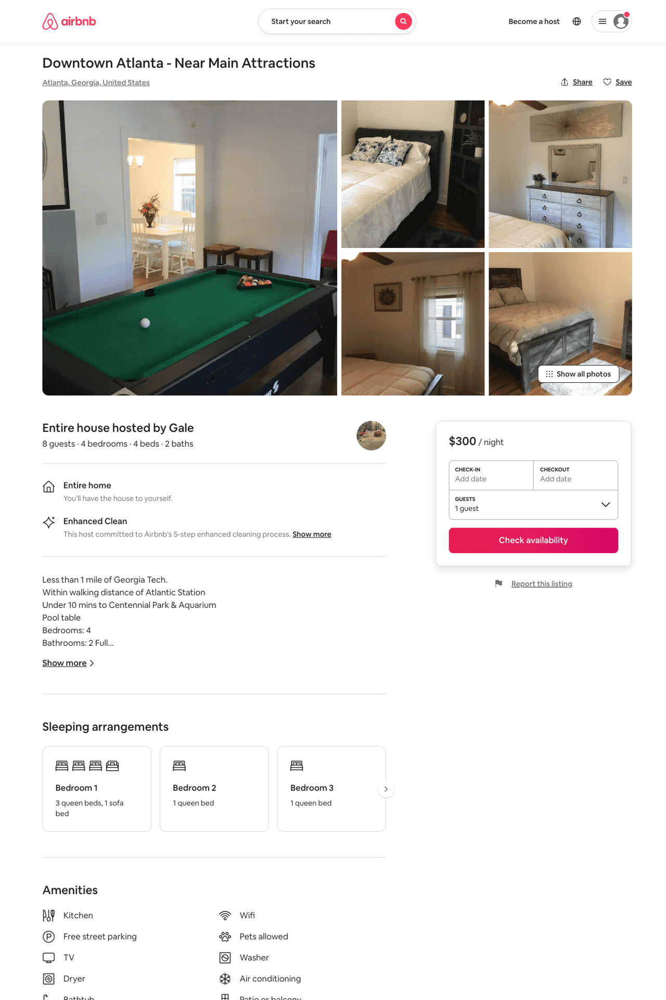 airbnb
Start your search
Become a host
Downtown Atlanta - Near Main Attractions
Atlanta, Georgia, United States
Share
Save
Show all photos
Entire house hosted by Gale
8 guests · 4 bedrooms · 4 beds · 2 baths
Entire home
You'll have the house to yourself.
Enhanced Clean
This host committed to Airbnb's 5-step enhanced cleaning process. Show more
$300 / night
CHECK-IN
Add date
CHECKOUT
Add date
GUESTS
1 guest
Check availability
Report this listing
Less than 1 mile of Georgia Tech.
Within walking distance of Atlantic Station
Under 10 mins to Centennial Park & Aquarium
Pool table
Bedrooms: 4
Bathrooms: 2 Full...
Show more
Sleeping arrangements
Bedroom 1
3 queen beds, 1 sofa
bed
Bedroom 2
1 queen bed
Bedroom 3
1 queen bed
Amenities
Kitchen
Wifi
Free street parking
Pets allowed
TV
Washer
Dryer
Air conditioning
Bathtub
Patio or balcony